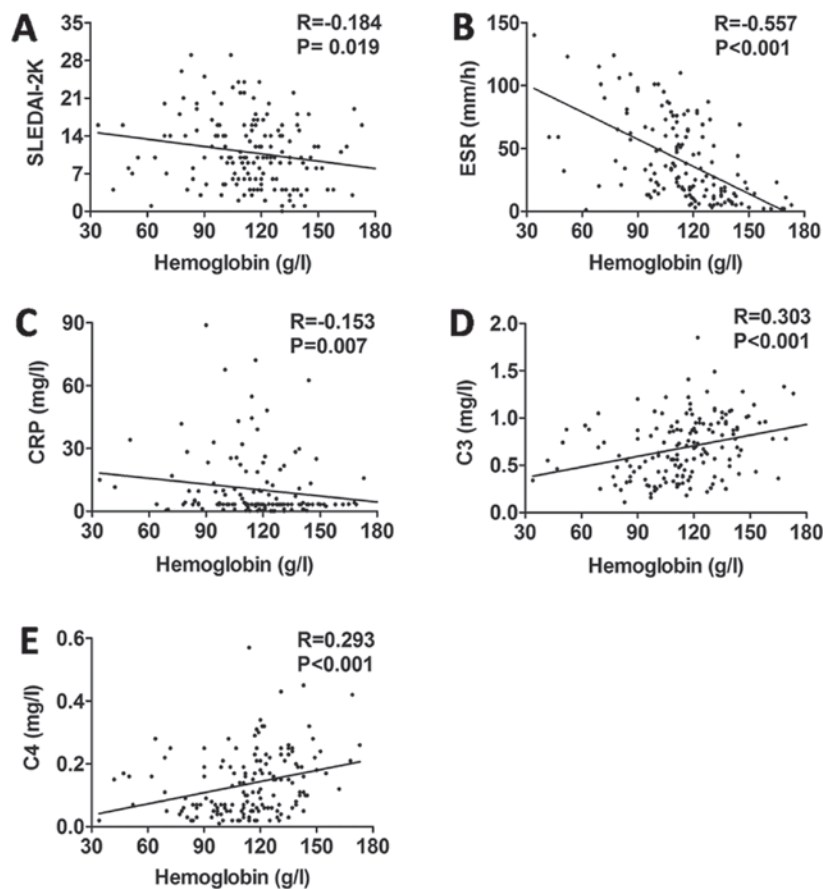 A
R=-0.184
P= 0.019
SLEDAI-2K
35
28
21
14
7
0
30 60 90 120 150 180
Hemoglobin (g/l)
B
R=-0.557
P<0.001
ESR (mm/h)
150
100
50
0
30 60 90 120 150 180
Hemoglobin (g/l)
C
R=-0.153
P=0.007
CRP (mg/l)
90
60
30
0
30 60 90 120 150 180
Hemoglobin (g/l)
D
R=0.303
P<0.001
C3 (mg/l)
2.0
1.5
1.0
0.5
0.0
30 60 90 120 150 180
Hemoglobin (g/l)
E
R=0.293
P<0.001
C4 (mg/l)
0.6
0.4
0.2
0.0
30 60 90 120 150 180
Hemoglobin (g/l)